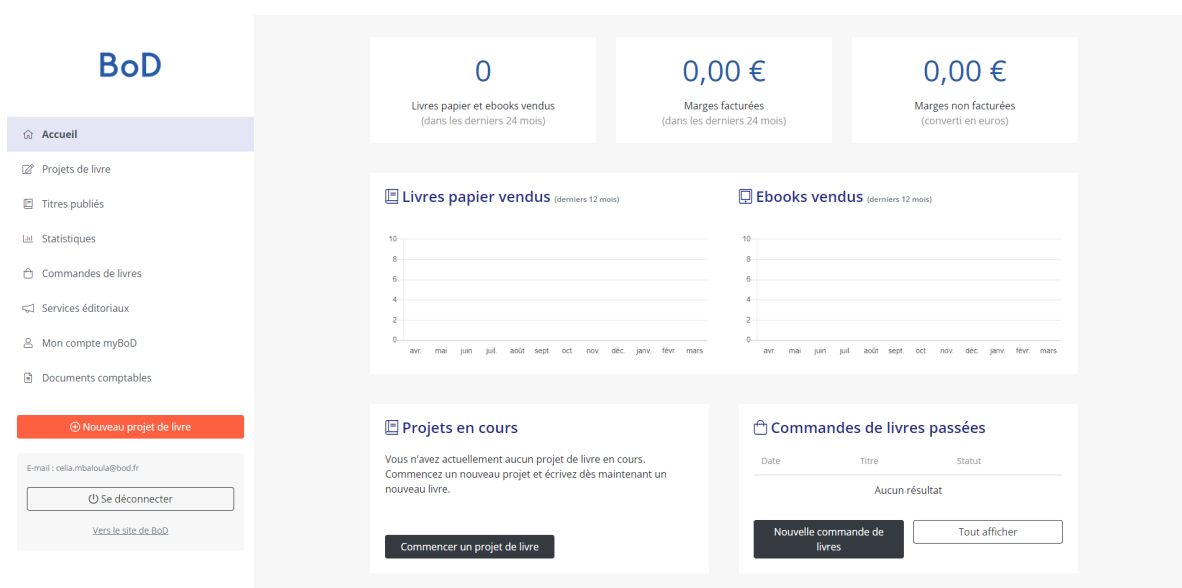 BoD
Accueil
Projets de livre
Titres publiés
Statistiques
Commandes de livres
Services éditoriaux
Mon compte myBoD
Documents comptables
Nouveau projet de livre
E-mail : celia.mbaloula@bod.fr
Se déconnecter
Vers le site de BoD
0
Livres papier et ebooks vendus
(dans les derniers 24 mois)
0,00 €
Marges facturées
(dans les derniers 24 mois)
0,00 €
Marges non facturées
(converti en euros)
Livres papier vendus (derniers 12 mois)
10
8
6
4
2
0
avr. mai juin juil. août sept. oct. nov. déc. janv. févr. mars
Ebooks vendus (derniers 12 mois)
10
8
6
4
2
0
avr. mai juin juil. août sept. oct. nov. déc. janv. févr. mars
Projets en cours
Vous n'avez actuellement aucun projet de livre en cours.
Commencez un nouveau projet et écrivez dès maintenant un
nouveau livre.
Commencer un projet de livre
Commandes de livres passées
Date Titre Statut
Aucun résultat
Nouvelle commande de
livres
Tout afficher